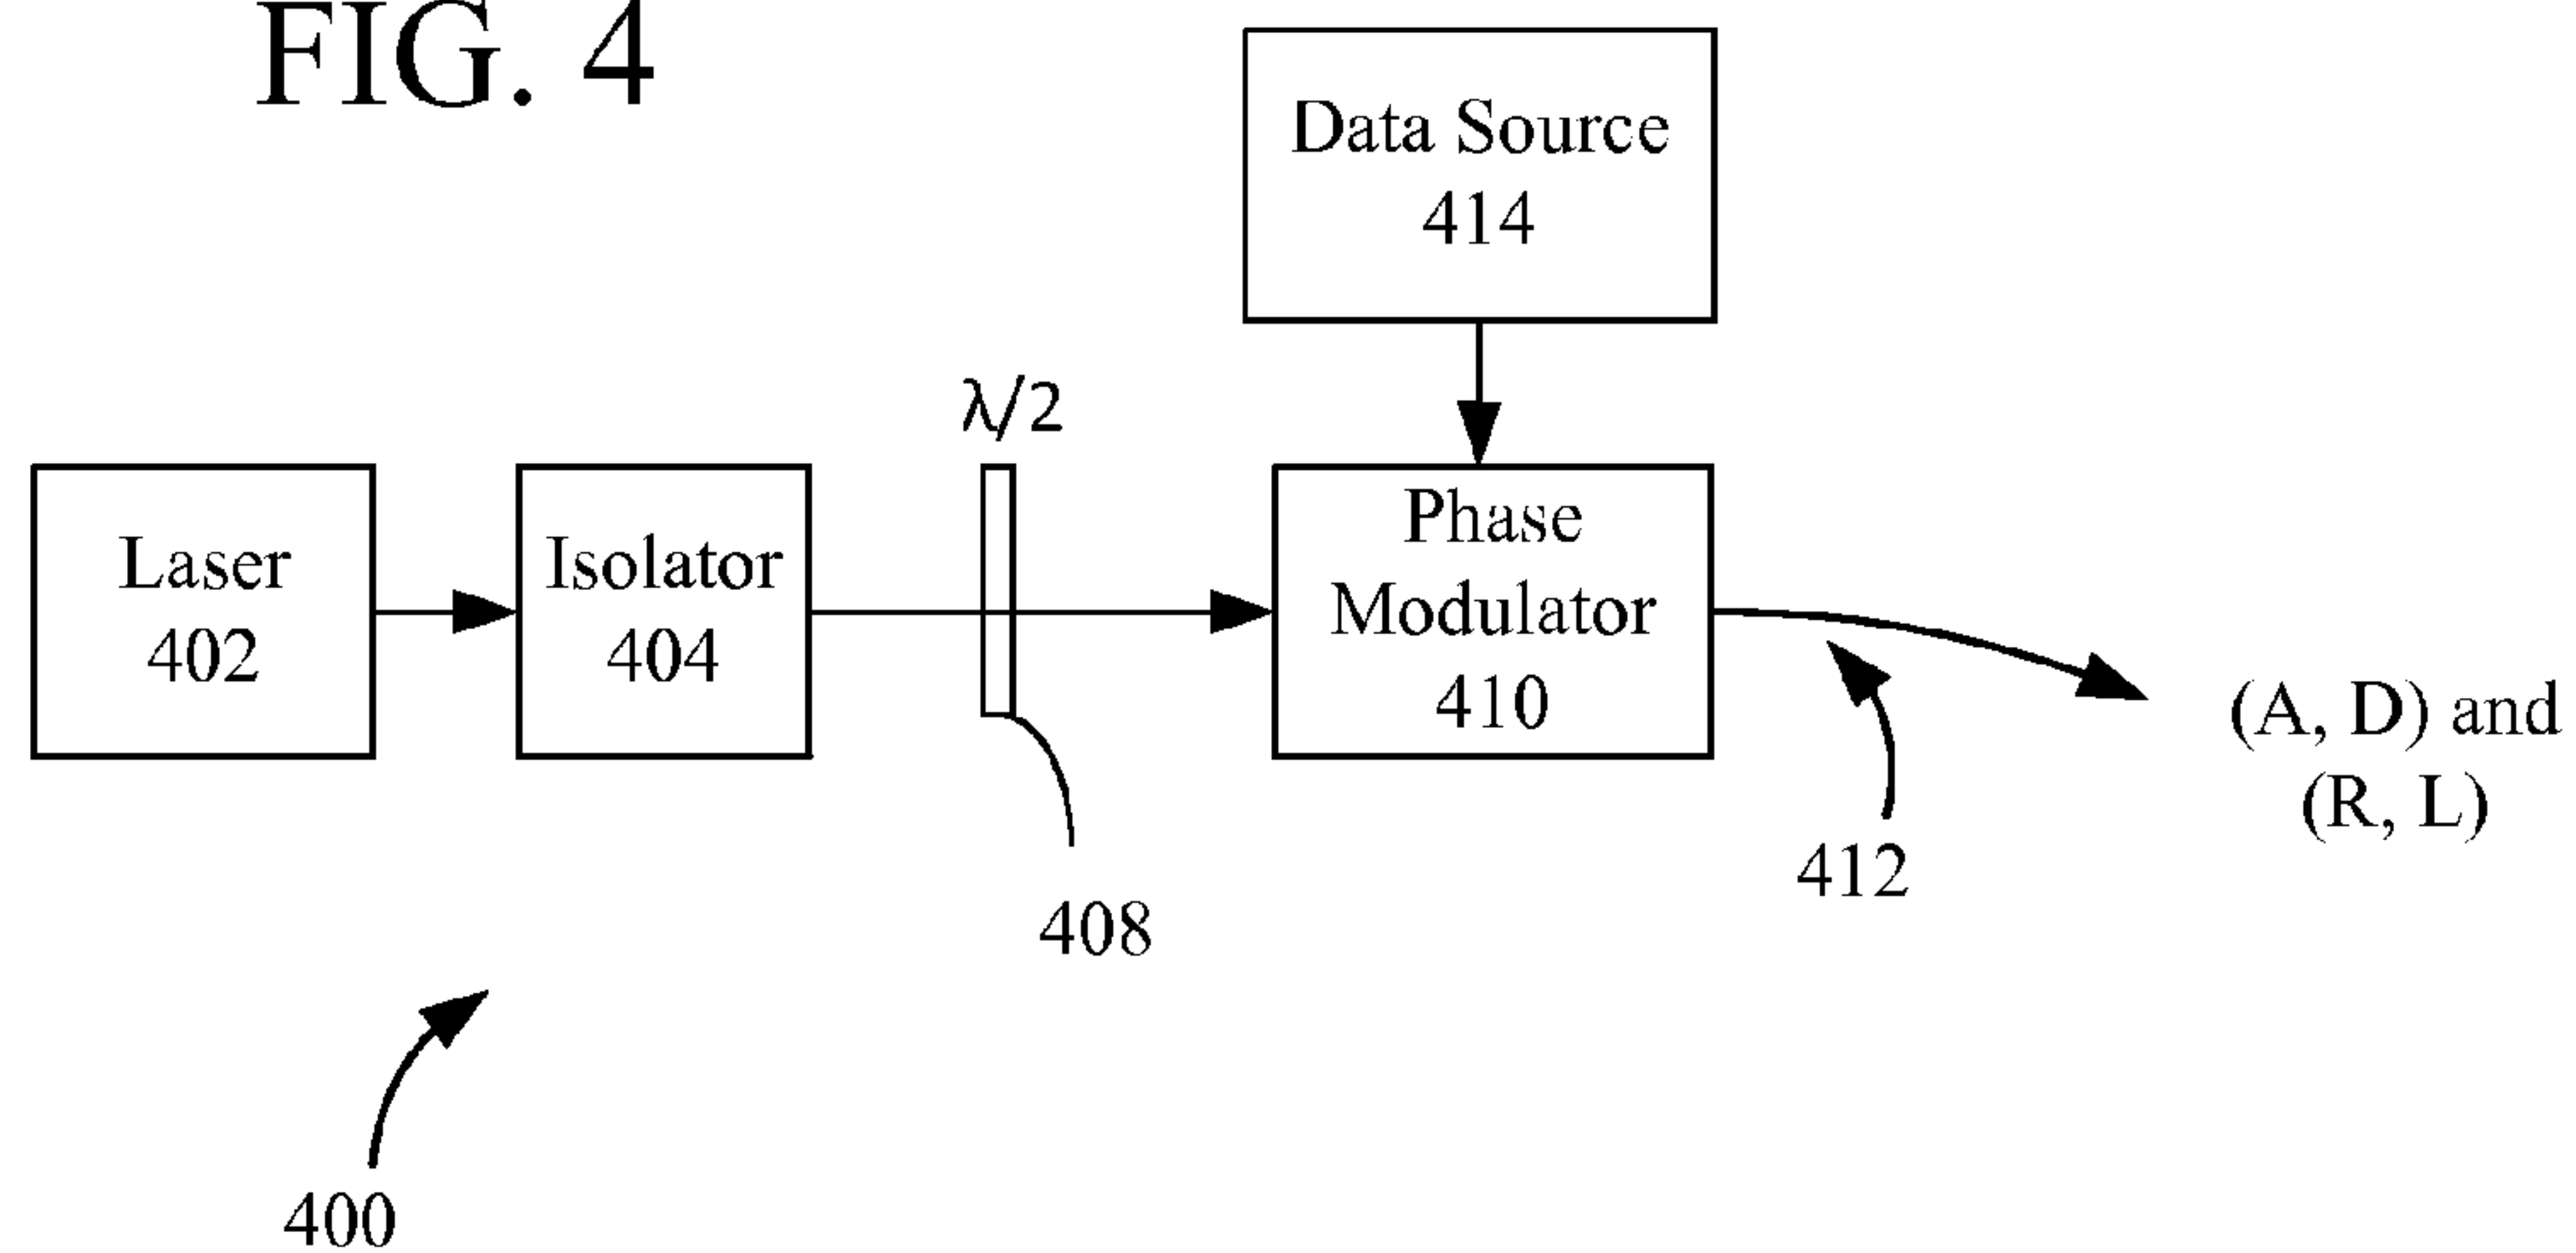 FIG. 4
Data Source
414
λ/2
Laser
402
Isolator
404
Phase
Modulator
410
(A, D) and
(R, L)
412
408
400